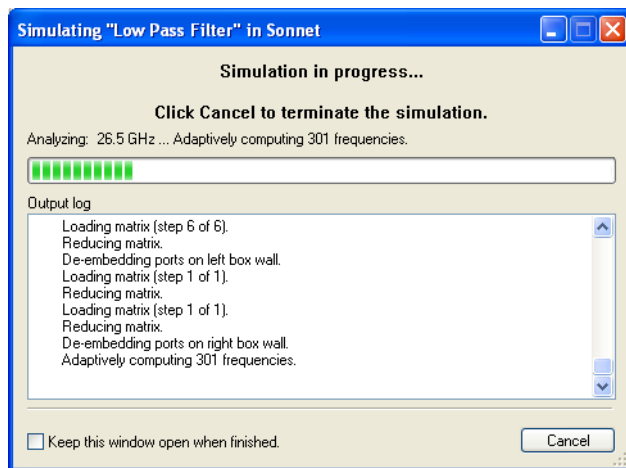 Simulating "Low Pass Filter" in Sonnet
Simulation in progress...
Click Cancel to terminate the simulation.
Analyzing: 26.5 GHz ... Adaptively computing 301 frequencies.
Output log
Loading matrix (step 6 of 6).
Reducing matrix.
De-embedding ports on left box wall.
Loading matrix (step 1 of 1).
Reducing matrix.
Loading matrix (step 1 of 1).
Reducing matrix.
De-embedding ports on right box wall.
Adaptively computing 301 frequencies.
Keep this window open when finished.
Cancel